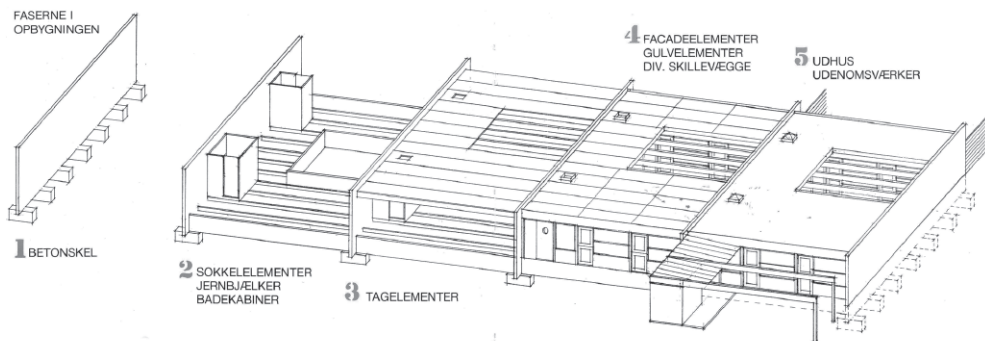 FASERNE I
OPBYGNINGEN
1 BETONSKEL
2 SOKKELELEMENTER
JERNBJÆLKER
BADEKABINER
3 TAGELEMENTER
4 FACADEELEMENTER
GULVELEMENTER
DIV. SKILLEVÆGGE
5 UDHUS
UDENOMSVÆRKER